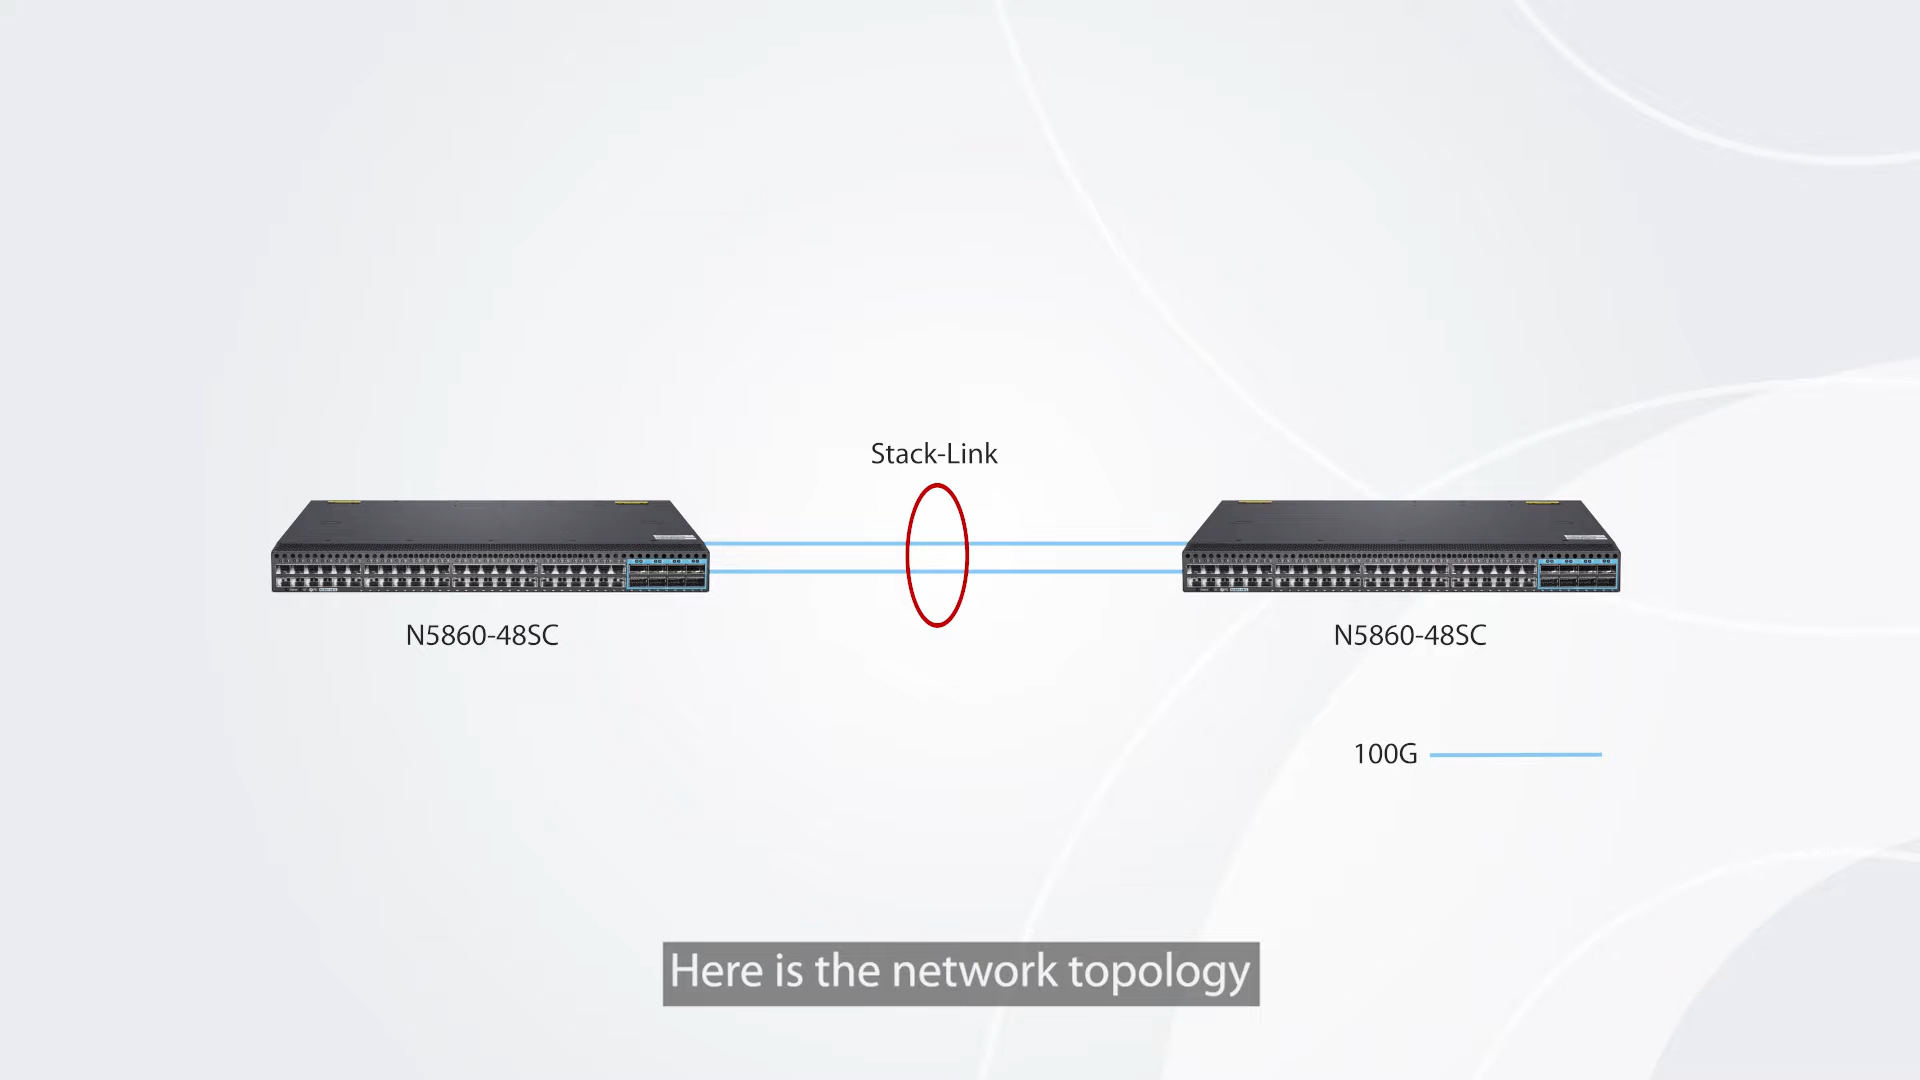 Stack-Link
N5860-48SC
N5860-48SC
100G
Here is the network topology